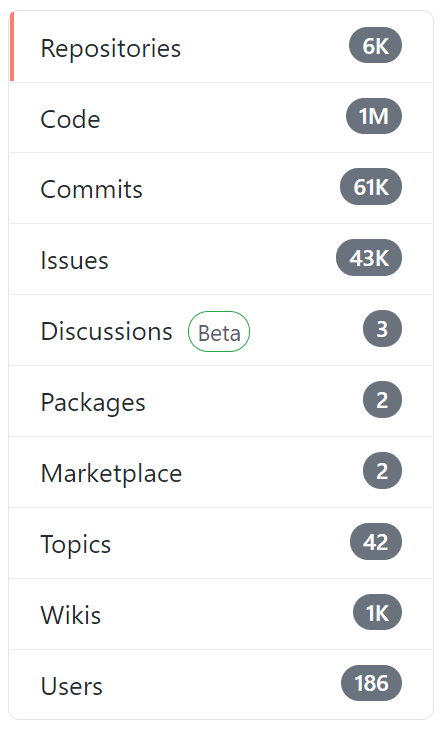 Repositories 6K
Code 1M
Commits 61K
Issues 43K
Discussions Beta 3
Packages 2
Marketplace 2
Topics 42
Wikis 1K
Users 186